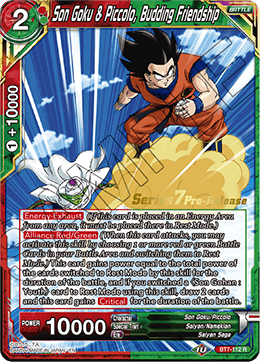 2
BATTLE
Son Goku & Piccolo, Budding Friendship
1 +10000
Series 7 Pre-Release
Energy-Exhaust (If this card is placed in an Energy Area
from any area, it must be placed there in Rest Mode.)
Alliance Red/Green (When this card attacks, you may
activate this skill by choosing 1 or more red or green Battle
Cards in your Battle Area and switching them to Rest
Mode.) This card gains power equal to the total power of
the cards switched to Rest Mode by this skill for the
duration of the battle, and if you switched a ‹Son Gohan :
Youth› card to Rest Mode using this skill, draw 2 cards
and this card gains Critical for the duration of the battle.
POWER 10000
Character Son Goku/Piccolo
Special Trait Saiyan/Namekian
Era Saiyan Saga
BT7-112 R